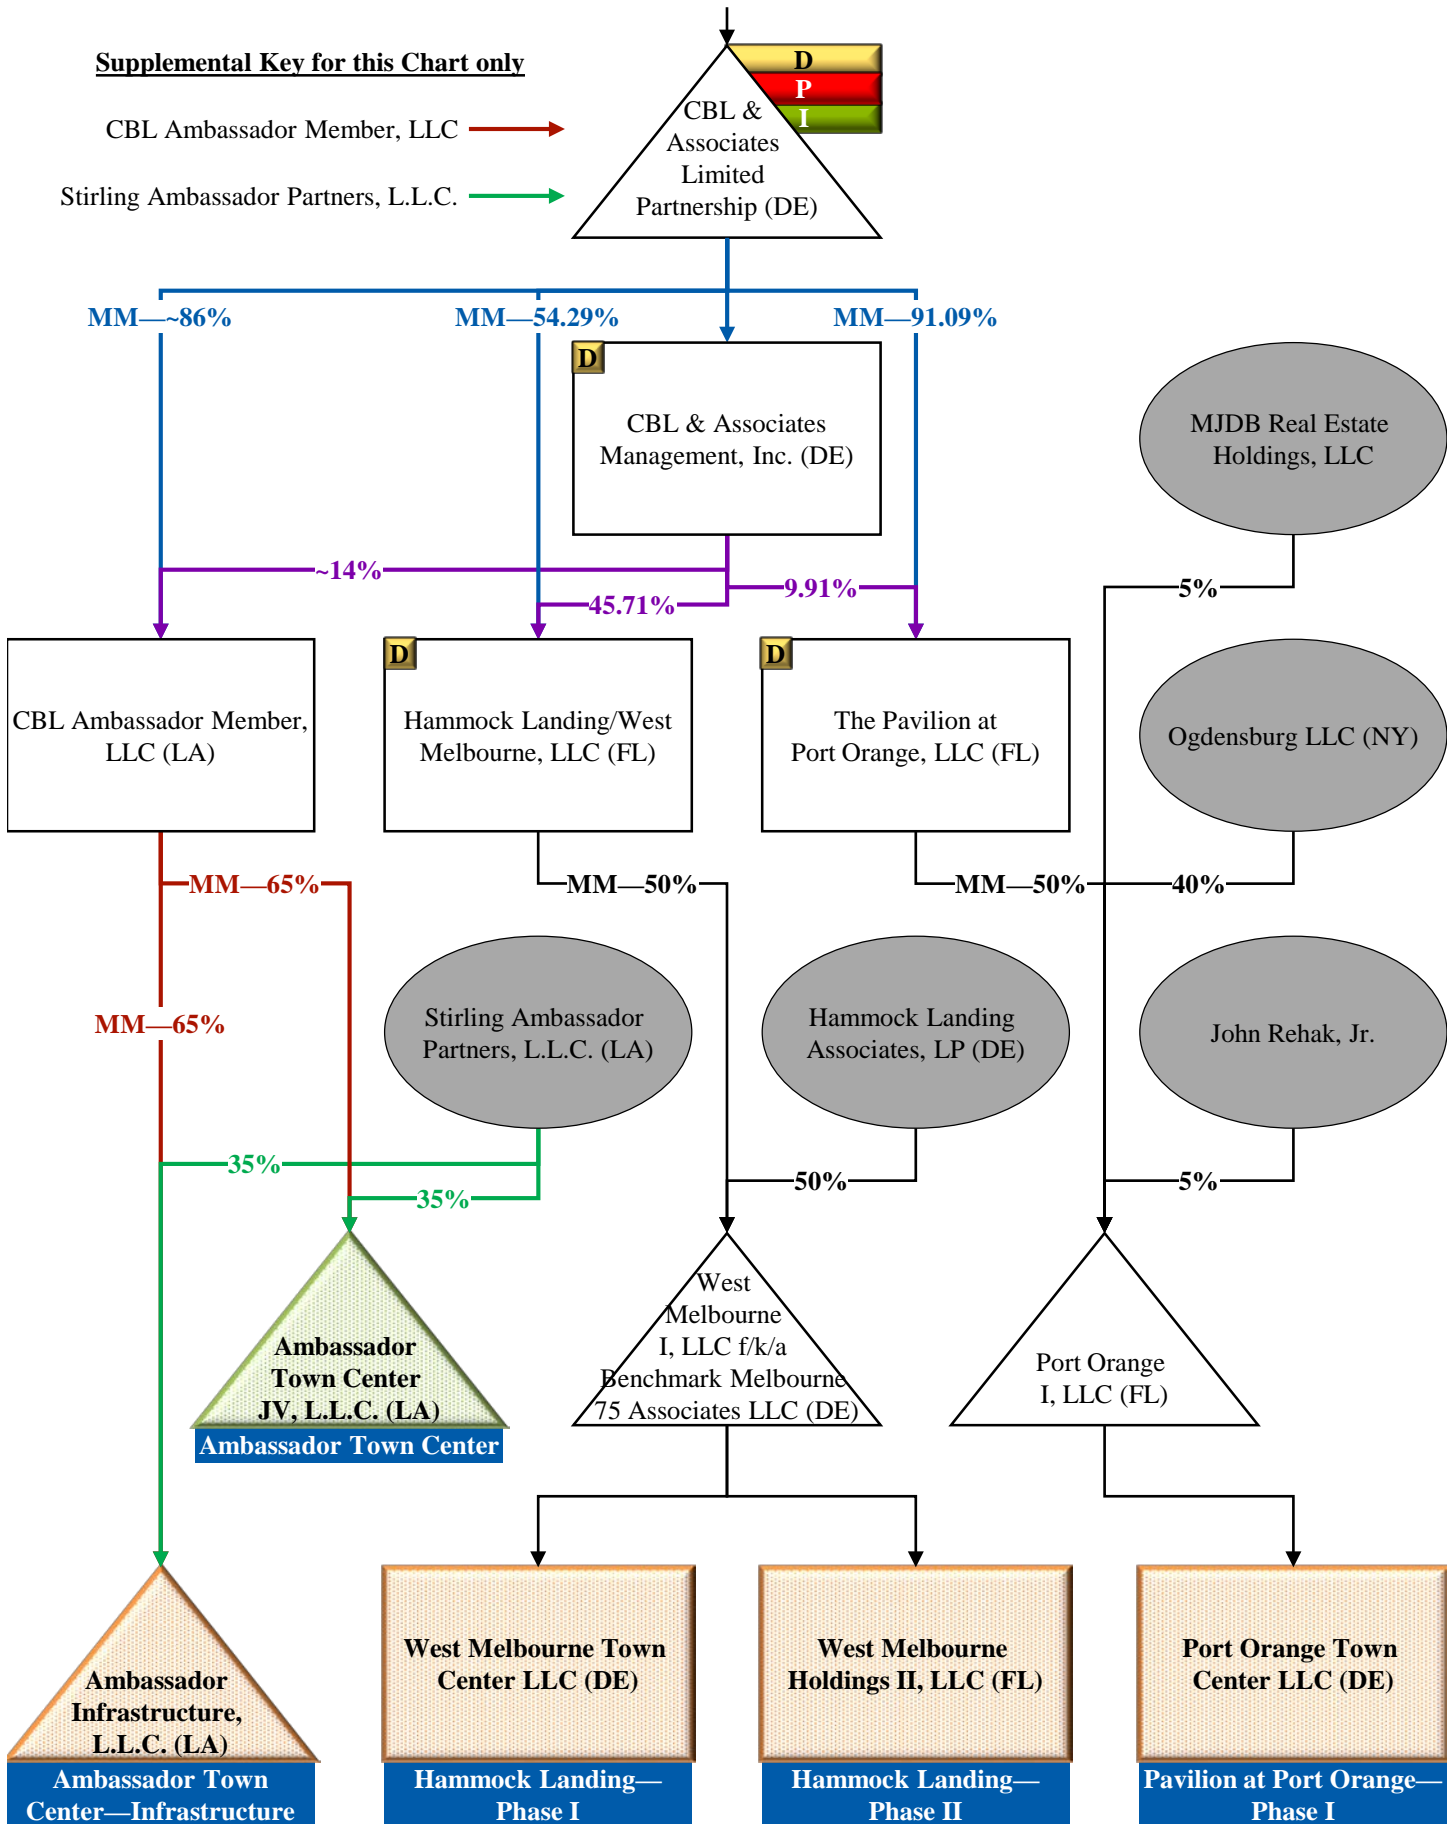 Supplemental Key for this Chart only
CBL Ambassador Member, LLC
Stirling Ambassador Partners, L.L.C.
D
P
I
CBL &
Associates
Limited
Partnership (DE)
MM—~86%
MM—54.29%
MM—91.09%
D
CBL & Associates
Management, Inc. (DE)
MJDB Real Estate
Holdings, LLC
~14%
45.71%
9.91%
5%
CBL Ambassador Member,
LLC (LA)
D
Hammock Landing/West
Melbourne, LLC (FL)
D
The Pavilion at
Port Orange, LLC (FL)
Ogdensburg LLC (NY)
MM—65%
MM—50%
MM—50%
40%
MM—65%
Stirling Ambassador
Partners, L.L.C. (LA)
Hammock Landing
Associates, LP (DE)
John Rehak, Jr.
35%
35%
50%
5%
Ambassador
Town Center
JV, L.L.C. (LA)
Ambassador Town Center
West
Melbourne
I, LLC f/k/a
Benchmark Melbourne
75 Associates LLC (DE)
Port Orange
I, LLC (FL)
Ambassador
Infrastructure,
L.L.C. (LA)
Ambassador Town
Center—Infrastructure
West Melbourne Town
Center LLC (DE)
Hammock Landing—
Phase I
West Melbourne
Holdings II, LLC (FL)
Hammock Landing—
Phase II
Port Orange Town
Center LLC (DE)
Pavilion at Port Orange—
Phase I